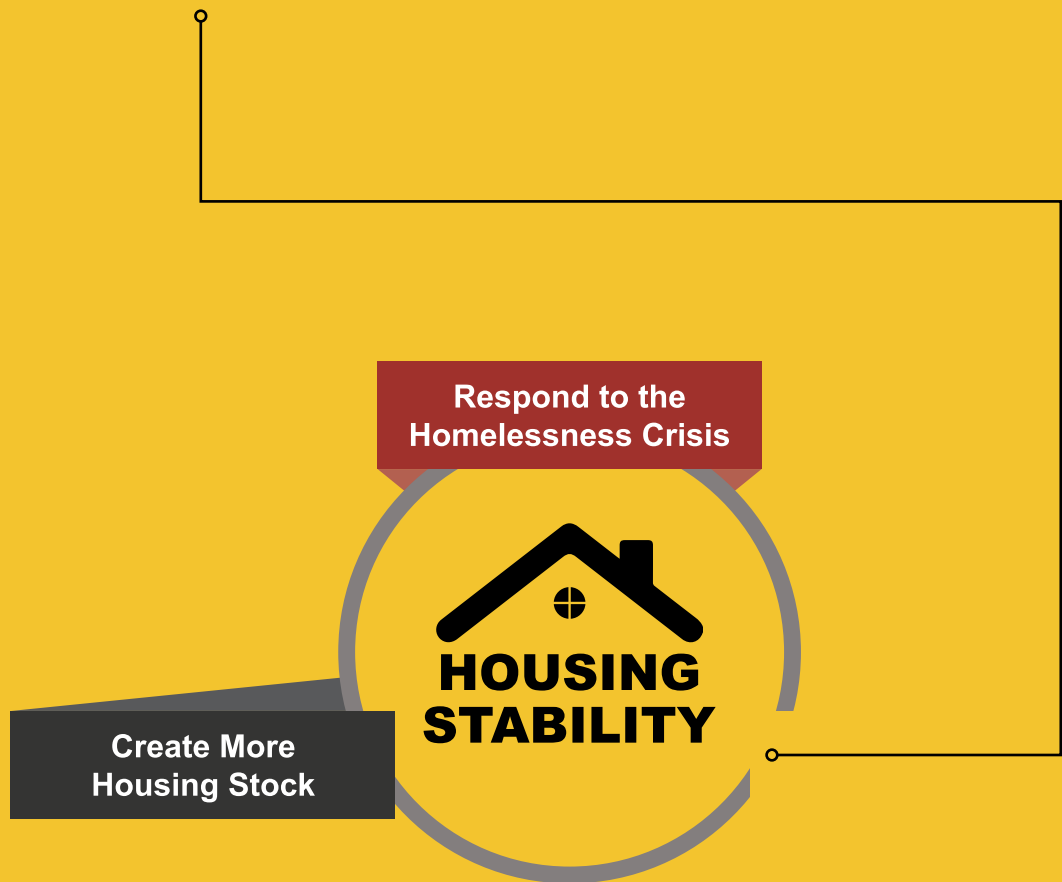 Respond to the
Homelessness Crisis
HOUSING
STABILITY
Create More
Housing Stock